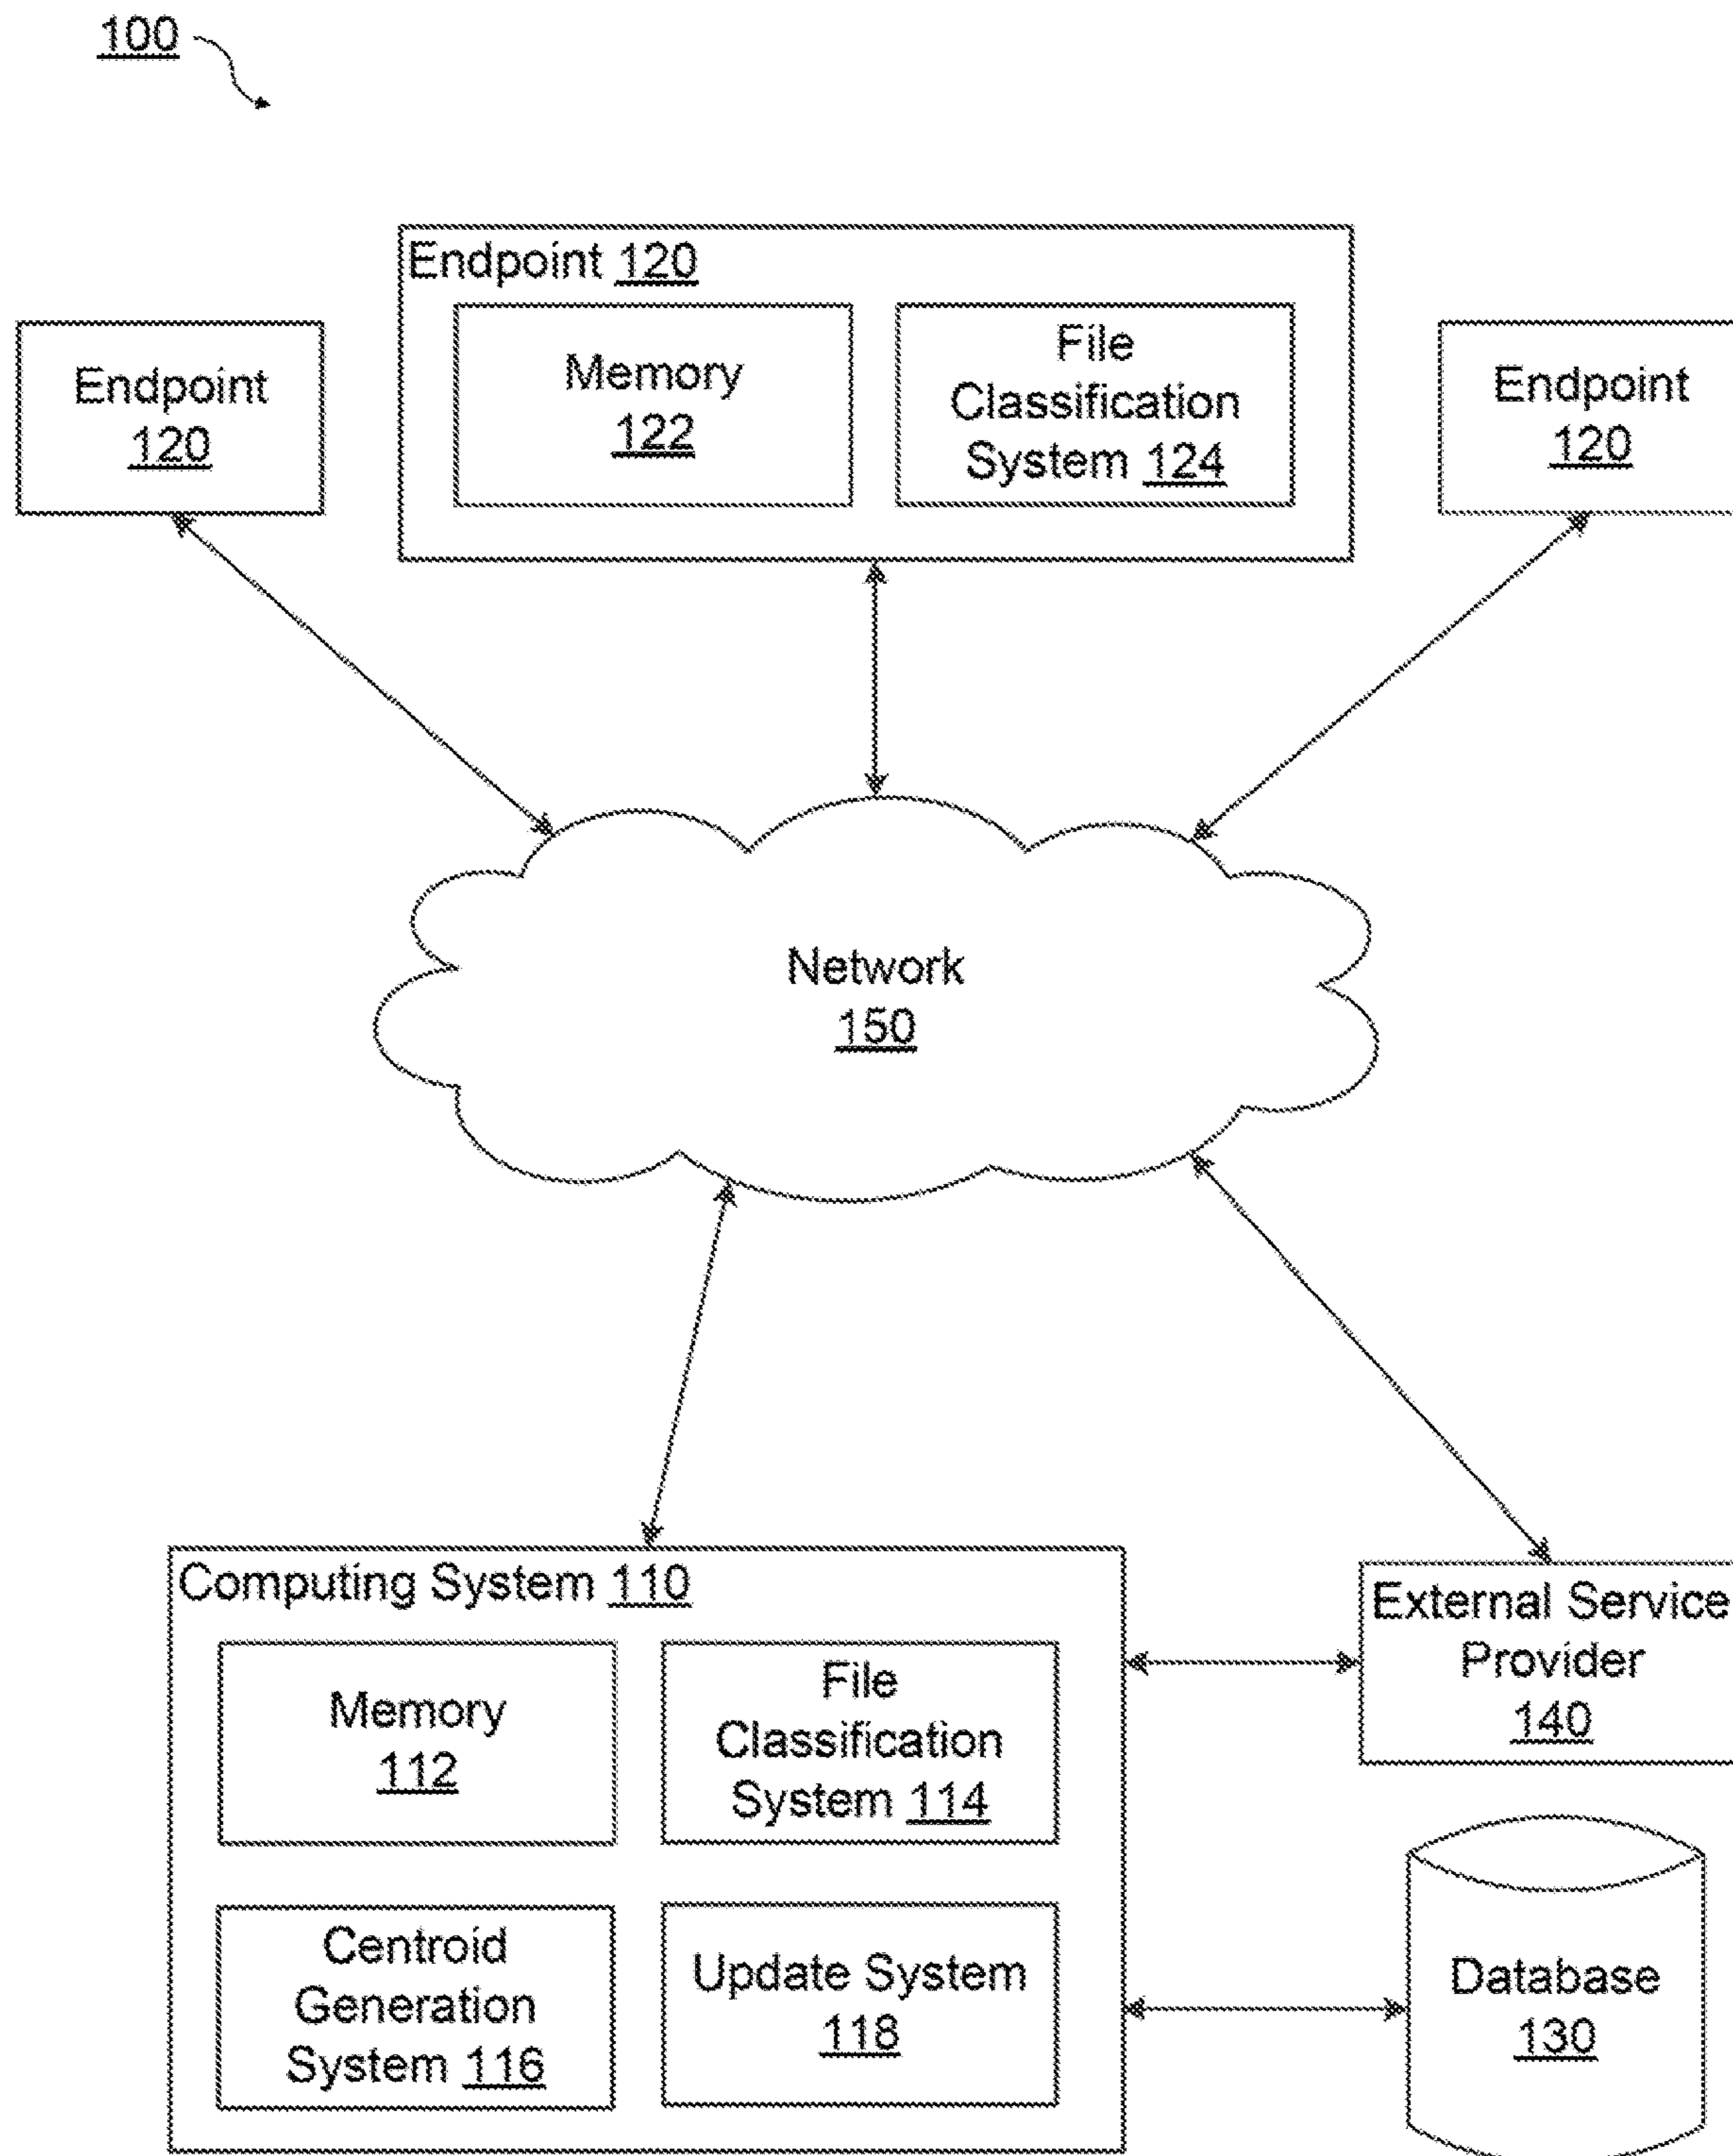 100
Endpoint 120
Memory
122
File
Classification
System 124
Endpoint
120
Endpoint
120
Network
150
Computing System 110
Memory
112
File
Classification
System 114
Centroid
Generation
System 116
Update System
118
External Service
Provider
140
Database
130